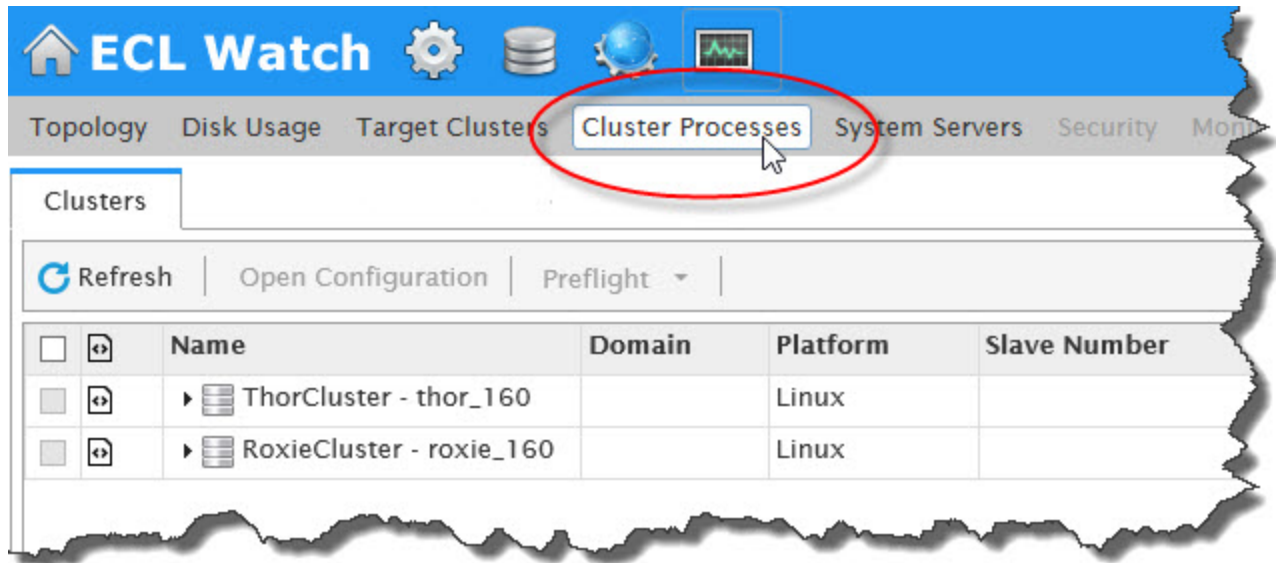 ECL Watch
Topology Disk Usage Target Clusters Cluster Processes System Servers Security
Clusters
Refresh Open Configuration Preflight
Name Domain Platform Slave Number
ThorCluster - thor_160 Linux
RoxieCluster - roxie_160 Linux